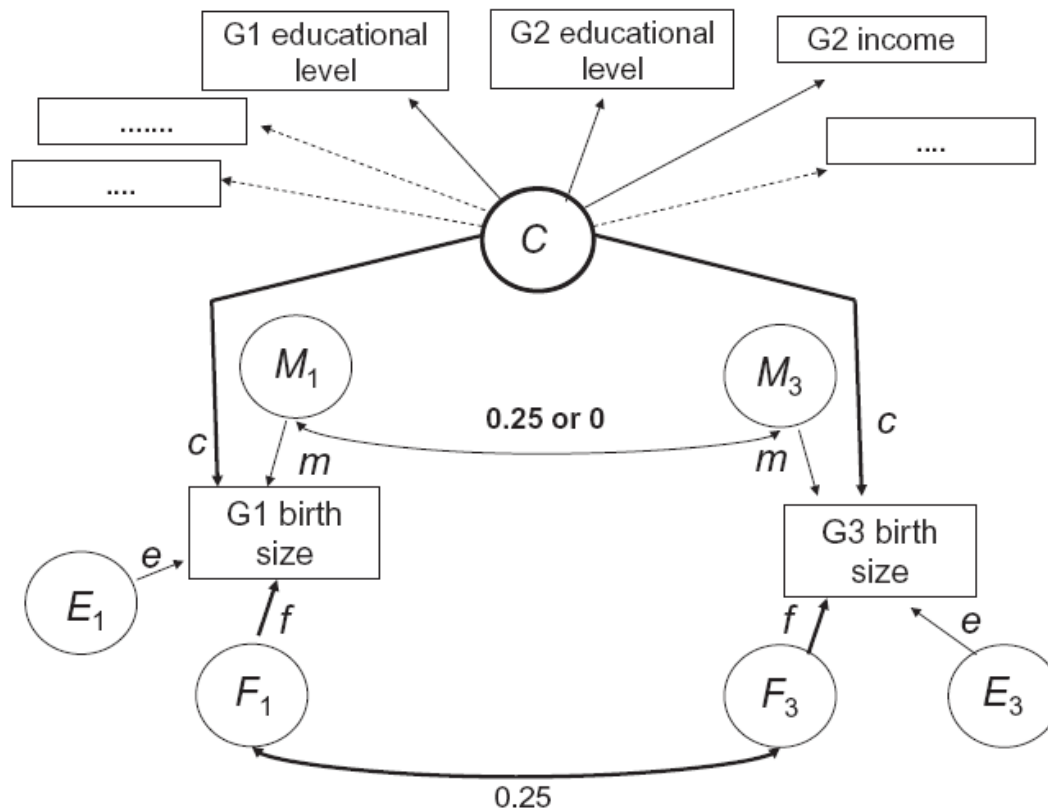 G1 educational
level
G2 educational
level
G2 income
.......
....
....
C
M1
M3
0.25 or 0
c
c
m
m
G1 birth
size
G3 birth
size
e
E1
f
f
e
F1
F3
E3
0.25